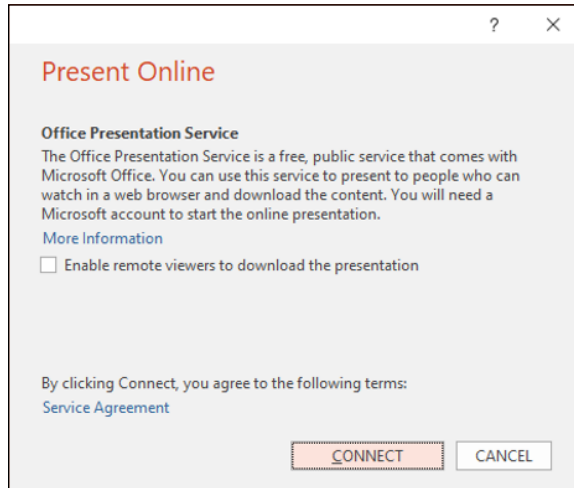 ?
Present Online
Office Presentation Service
The Office Presentation Service is a free, public service that comes with
Microsoft Office. You can use this service to present to people who can
watch in a web browser and download the content. You will need a
Microsoft account to start the online presentation.
More Information
Enable remote viewers to download the presentation
By clicking Connect, you agree to the following terms:
Service Agreement
CONNECT CANCEL